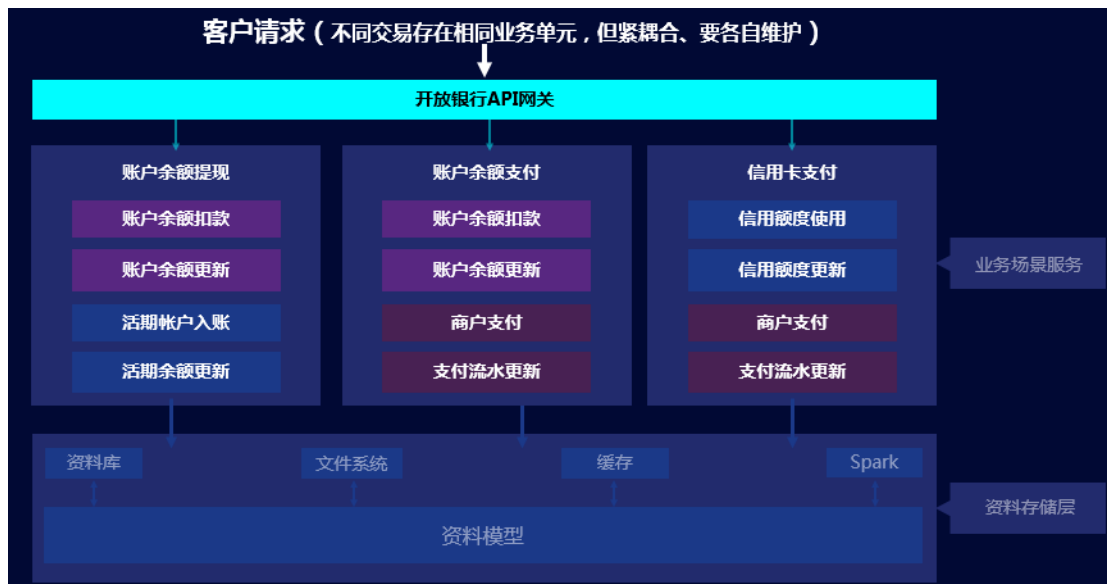 客户请求（不同交易存在相同业务单元，但紧耦合、要各自维护）
开放银行API网关
账户余额提现
账户余额扣款
账户余额更新
活期帐户入账
活期余额更新
账户余额支付
账户余额扣款
账户余额更新
商户支付
支付流水更新
信用卡支付
信用额度使用
信用额度更新
商户支付
支付流水更新
业务场景服务
资料库
文件系统
缓存
Spark
资料模型
资料存储层